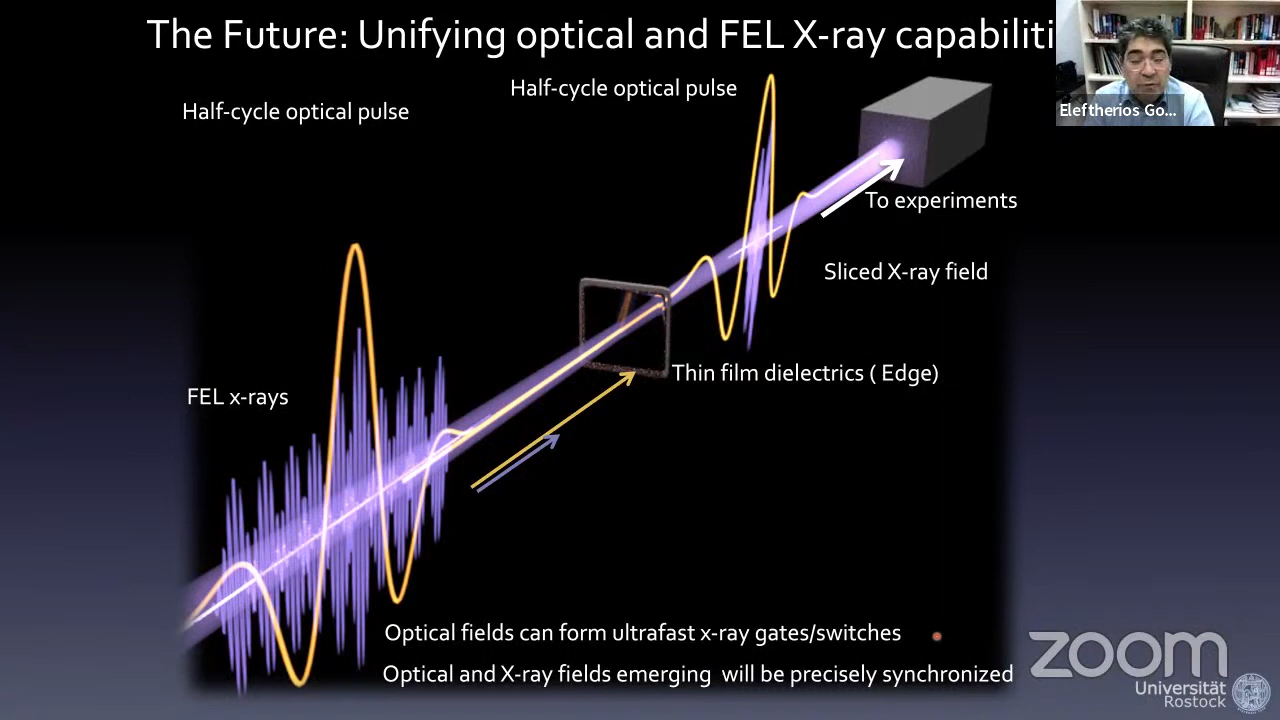 The Future: Unifying optical and FEL X-ray capabiliti
Eleftherios Go...
Half-cycle optical pulse
Half-cycle optical pulse
To experiments
Sliced X-ray field
Thin film dielectrics ( Edge)
FEL x-rays
Optical fields can form ultrafast x-ray gates/switches
Optical and X-ray fields emerging will be precisely synchronized
zoom
Universität
Rostock